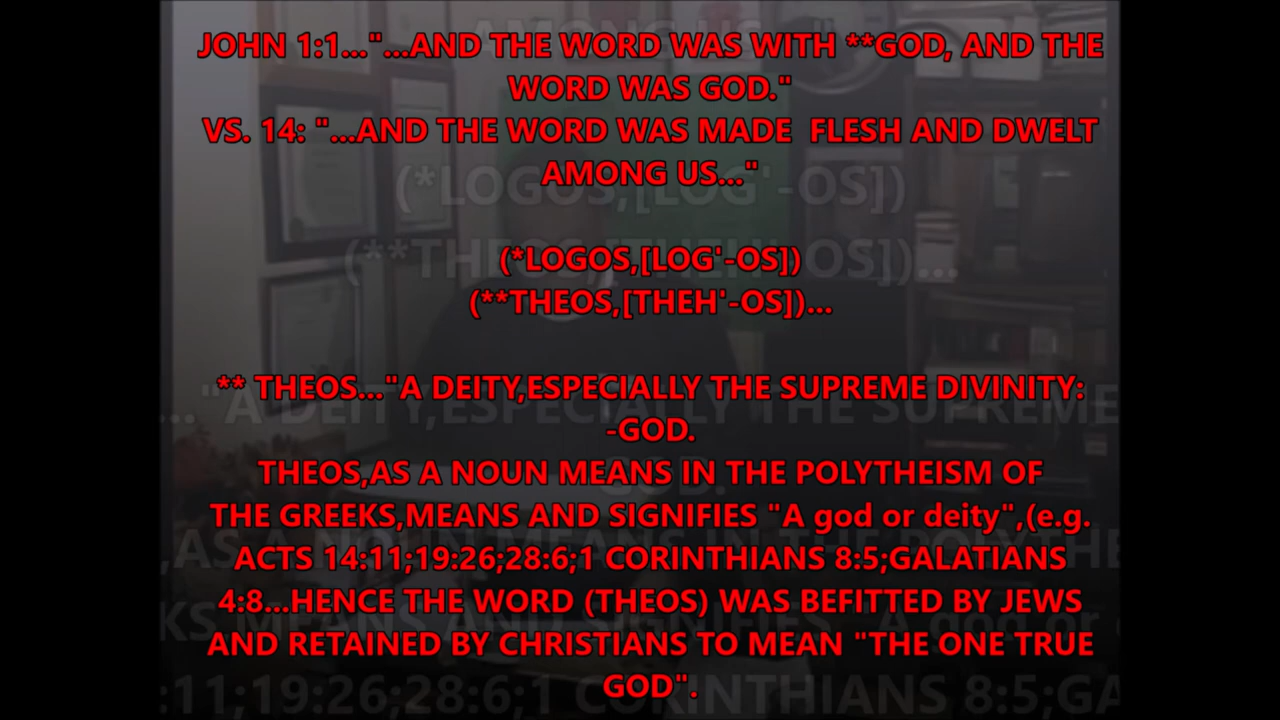 JOHN 1:1..."...AND THE WORD WAS WITH **GOD, AND THE
WORD WAS GOD."
VS. 14: "...AND THE WORD WAS MADE  FLESH AND DWELT
AMONG US..."
(*LOGOS,[LOG'-OS])
(**THEOS,[THEH'-OS])...
** THEOS..."A DEITY,ESPECIALLY THE SUPREME DIVINITY:
-GOD.
THEOS,AS A NOUN MEANS IN THE POLYTHEISM OF
THE GREEKS,MEANS AND SIGNIFIES "A god or deity",(e.g.
ACTS 14:11;19:26;28:6;1 CORINTHIANS 8:5;GALATIANS
4:8...HENCE THE WORD (THEOS) WAS BEFITTED BY JEWS
AND RETAINED BY CHRISTIANS TO MEAN "THE ONE TRUE
GOD".